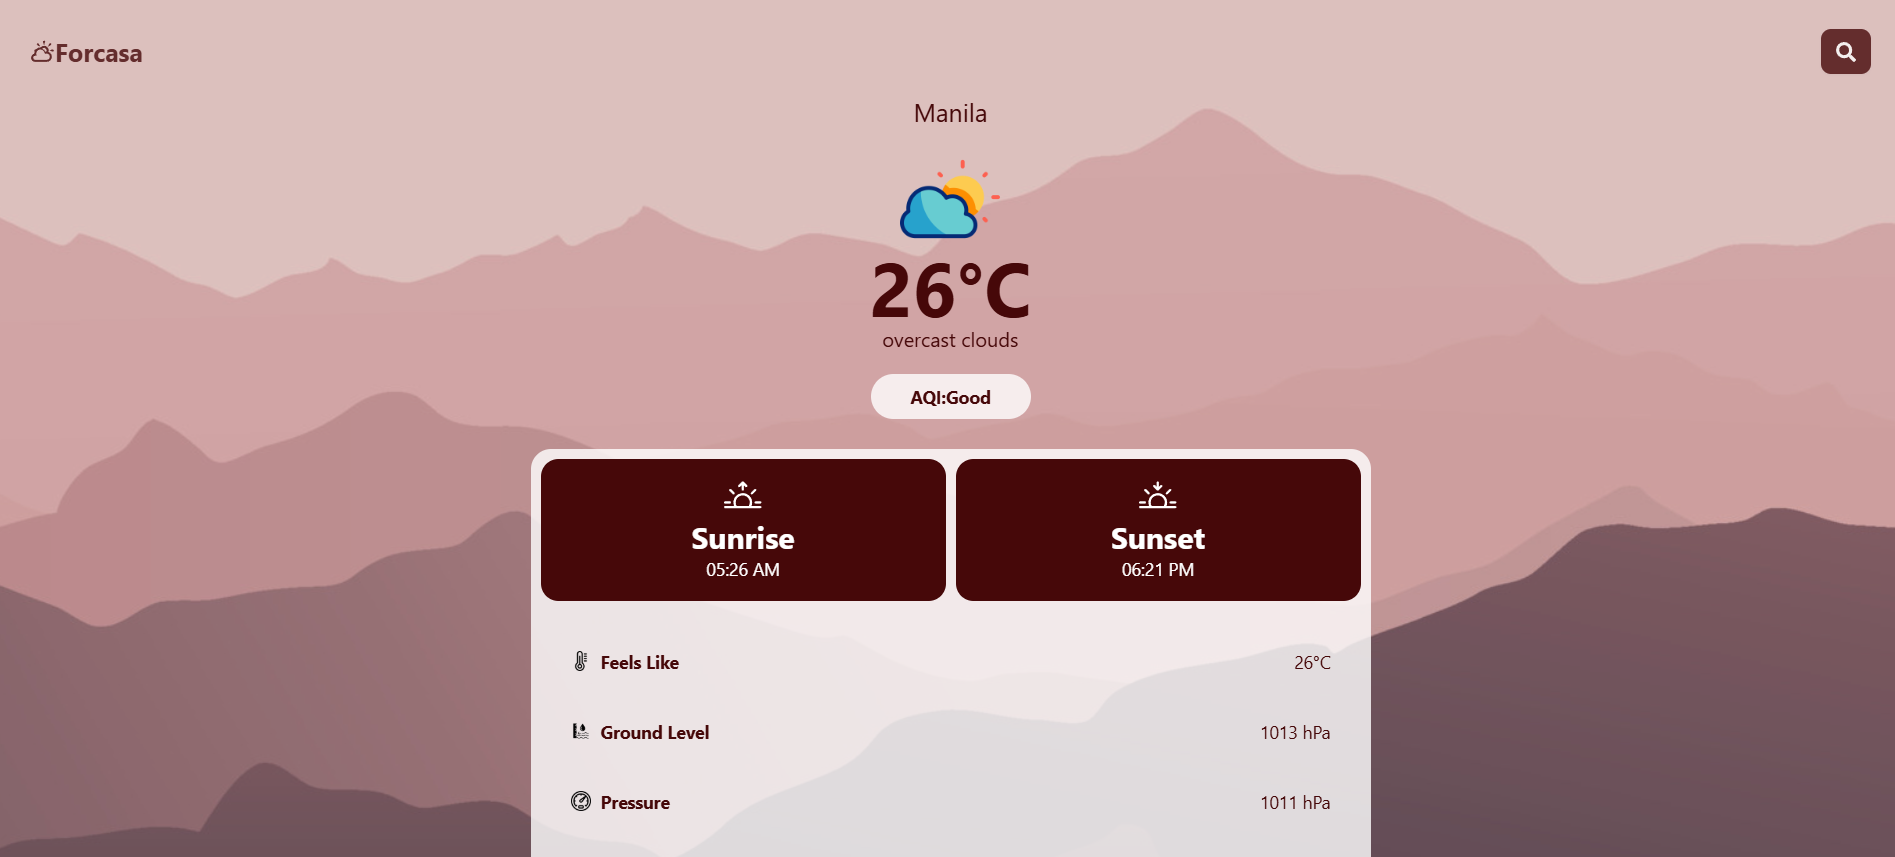 Forcasa
Manila
26°C
overcast clouds
AQI:Good
Sunrise
05:26 AM
Sunset
06:21 PM
Feels Like 26°C
Ground Level 1013 hPa
Pressure 1011 hPa